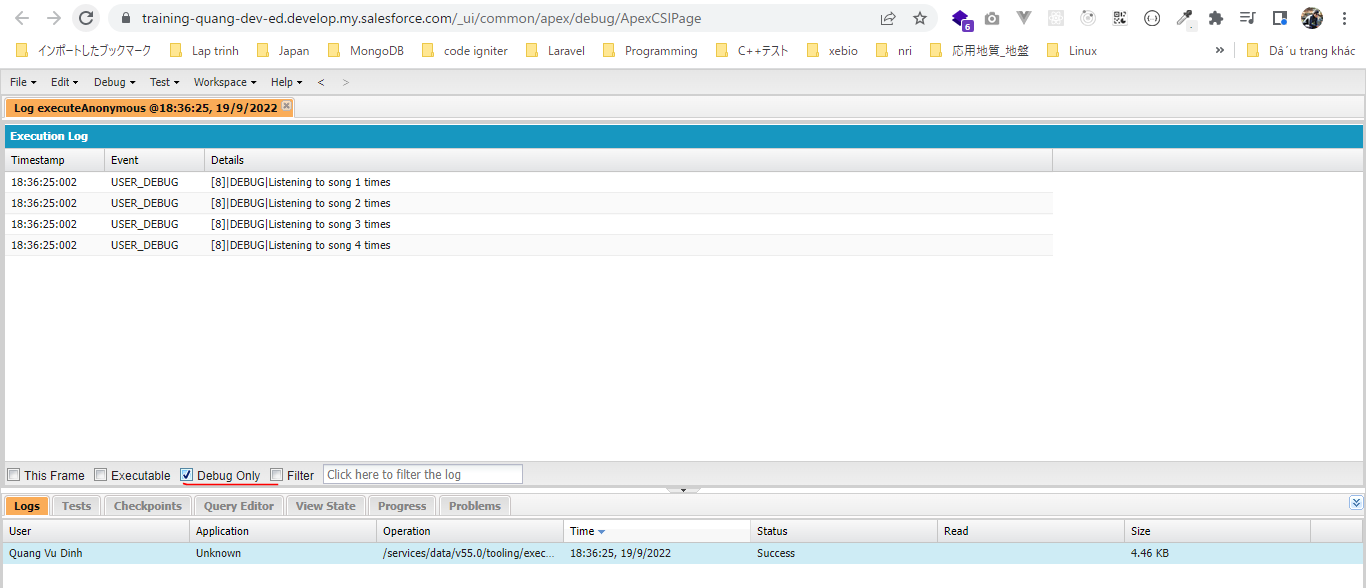 training-quang-dev-ed.develop.my.salesforce.com/_ui/common/apex/debug/ApexCSIPage
6
インポートしたブックマーク Lap trinh Japan MongoDB code igniter Laravel Programming C++テスト xebio nri 応用地質_地盤 Linux » Dấu trang khác
File Edit Debug Test Workspace Help < >
Log executeAnonymous @18:36:25, 19/9/2022
Execution Log
Timestamp Event Details
18:36:25:002 USER_DEBUG [8]|DEBUG|Listening to song 1 times
18:36:25:002 USER_DEBUG [8]|DEBUG|Listening to song 2 times
18:36:25:002 USER_DEBUG [8]|DEBUG|Listening to song 3 times
18:36:25:002 USER_DEBUG [8]|DEBUG|Listening to song 4 times
This Frame Executable Debug Only Filter Click here to filter the log
Logs Tests Checkpoints Query Editor View State Progress Problems
User Application Operation Time Status Read Size
Quang Vu Dinh Unknown /services/data/v55.0/tooling/exec... 18:36:25, 19/9/2022 Success 4.46 KB